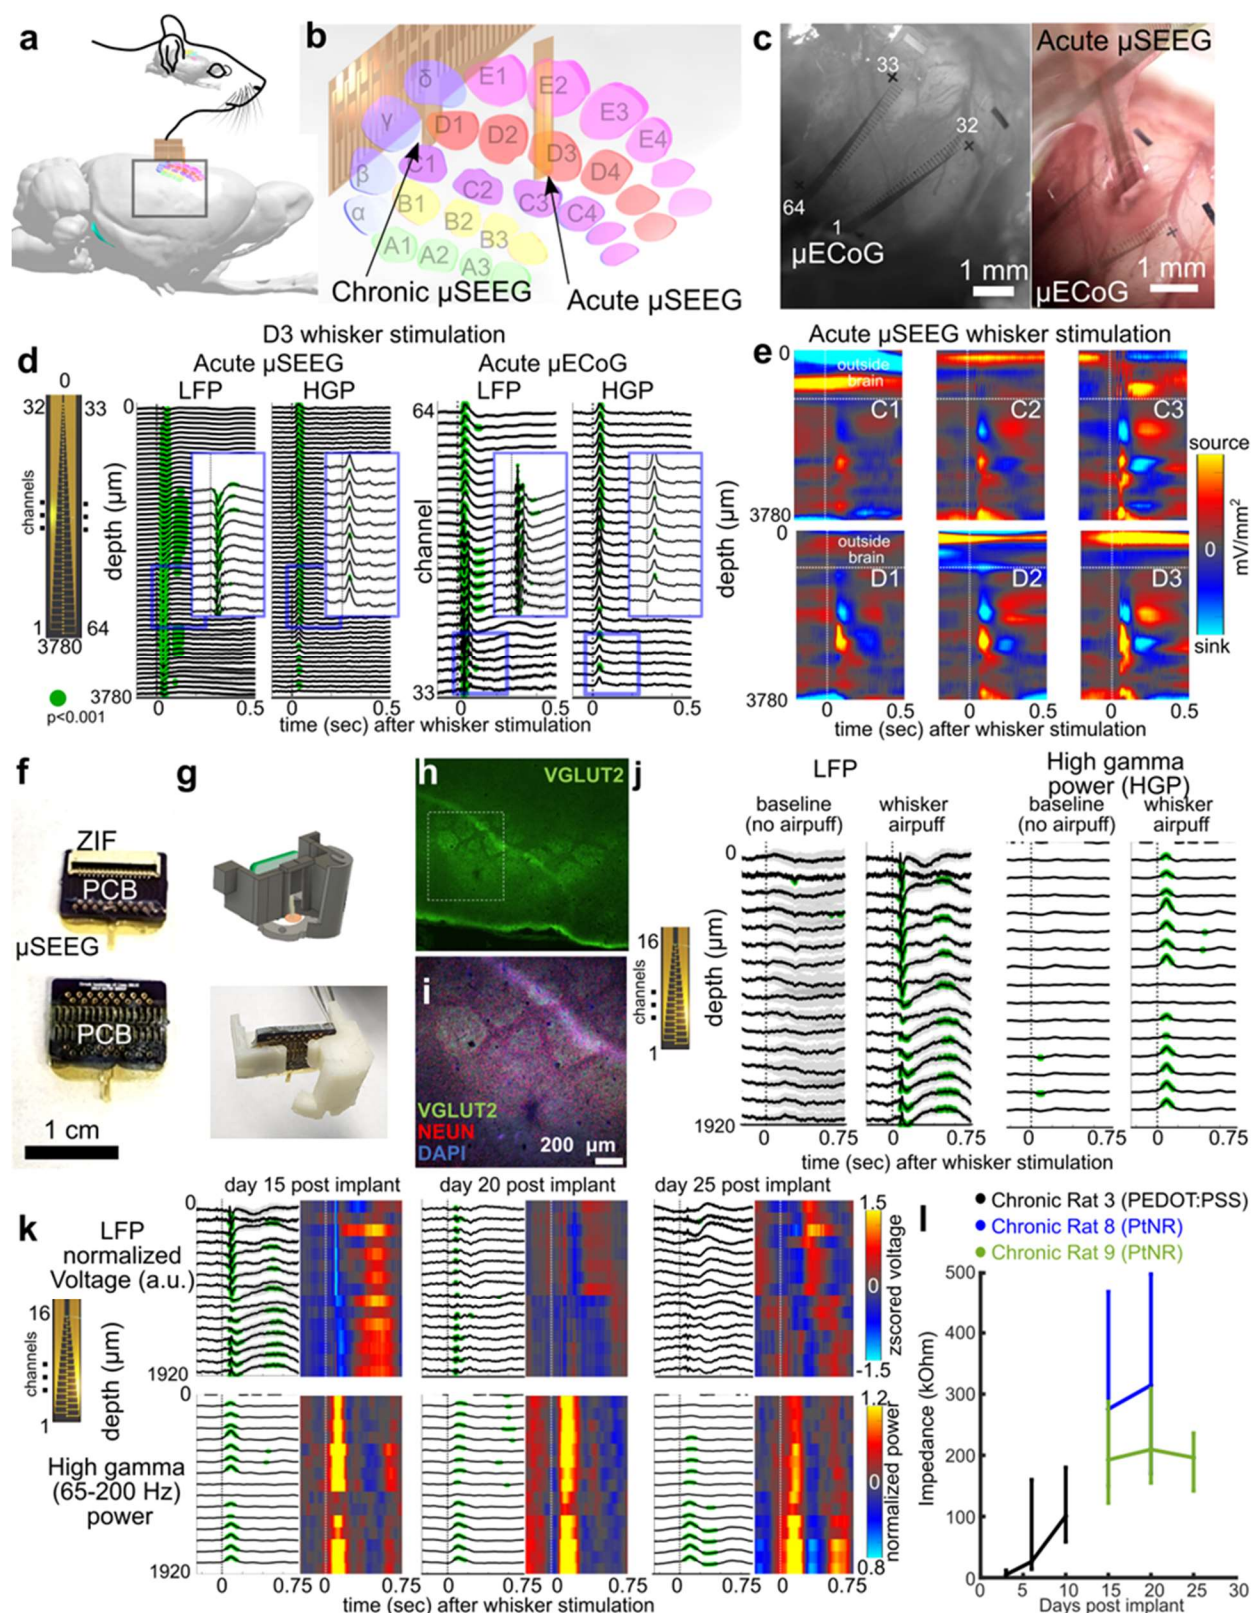 a
b
δ
E1
E2
E3
E4
γ
D1
D2
D3
D4
β
C1
C2
C3
C4
α
B1
B2
B3
A1
A2
A3
Chronic µSEEG
Acute µSEEG
c
33
32
64
1
µECoG
1 mm
Acute µSEEG
1 mm
µECoG
D3 whisker stimulation
d
Acute µSEEG
Acute µECoG
LFP
HGP
LFP
HGP
0
32
33
channels
1
64
3780
p<0.001
0
depth (µm)
3780
64
channel
33
0
0.5
0
0.5
0
0.5
0
0.5
time (sec) after whisker stimulation
e
Acute µSEEG whisker stimulation
0
outside
brain
C1
C2
C3
depth (µm)
3780
0
outside
brain
D1
D2
D3
3780
0
0.5
0
0.5
0
0.5
time (sec) after whisker stimulation
source
0
mV/mm²
sink
f
ZIF
PCB
µSEEG
PCB
1 cm
g
h
VGLUT2
i
VGLUT2
NEUN
DAPI
200 µm
j
LFP
High gamma
power (HGP)
baseline
(no airpuff)
whisker
airpuff
baseline
(no airpuff)
whisker
airpuff
16
channels
1
0
depth (µm)
1920
0
0.75
0
0.75
0
0.75
0
0.75
time (sec) after whisker stimulation
k
day 15 post implant
day 20 post implant
day 25 post implant
LFP
normalized
Voltage (a.u.)
0
1920
16
channels
1
depth (µm)
High gamma
(65-200 Hz)
power
0
1920
1.5
0
-1.5
zscored voltage
1.2
0
0.8
normalized power
0
0.75
0
0.75
0
0.75
0
0.75
0
0.75
0
0.75
time (sec) after whisker stimulation
l
Chronic Rat 3 (PEDOT:PSS)
Chronic Rat 8 (PtNR)
Chronic Rat 9 (PtNR)
500
400
300
200
100
0
Impedance (kOhm)
0
5
10
15
20
25
30
Days post implant